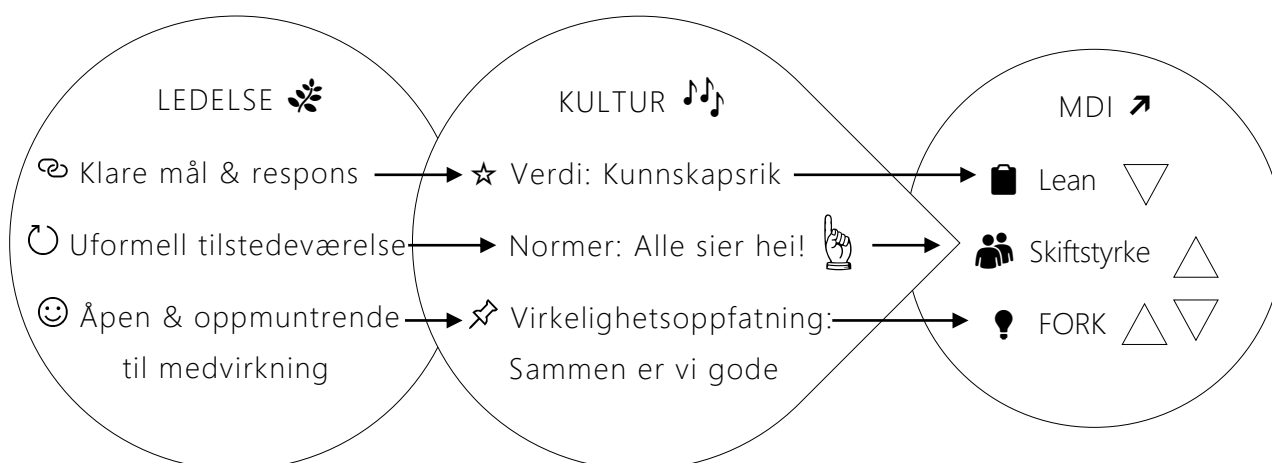 LEDELSE
Klare mål & respons
Uformell tilstedeværelse
Åpen & oppmuntrende
til medvirkning
KULTUR
Verdi: Kunnskapsrik
Normer: Alle sier hei!
Virkelighetsoppfatning:
Sammen er vi gode
MDI
Lean
Skiftstyrke
FORK